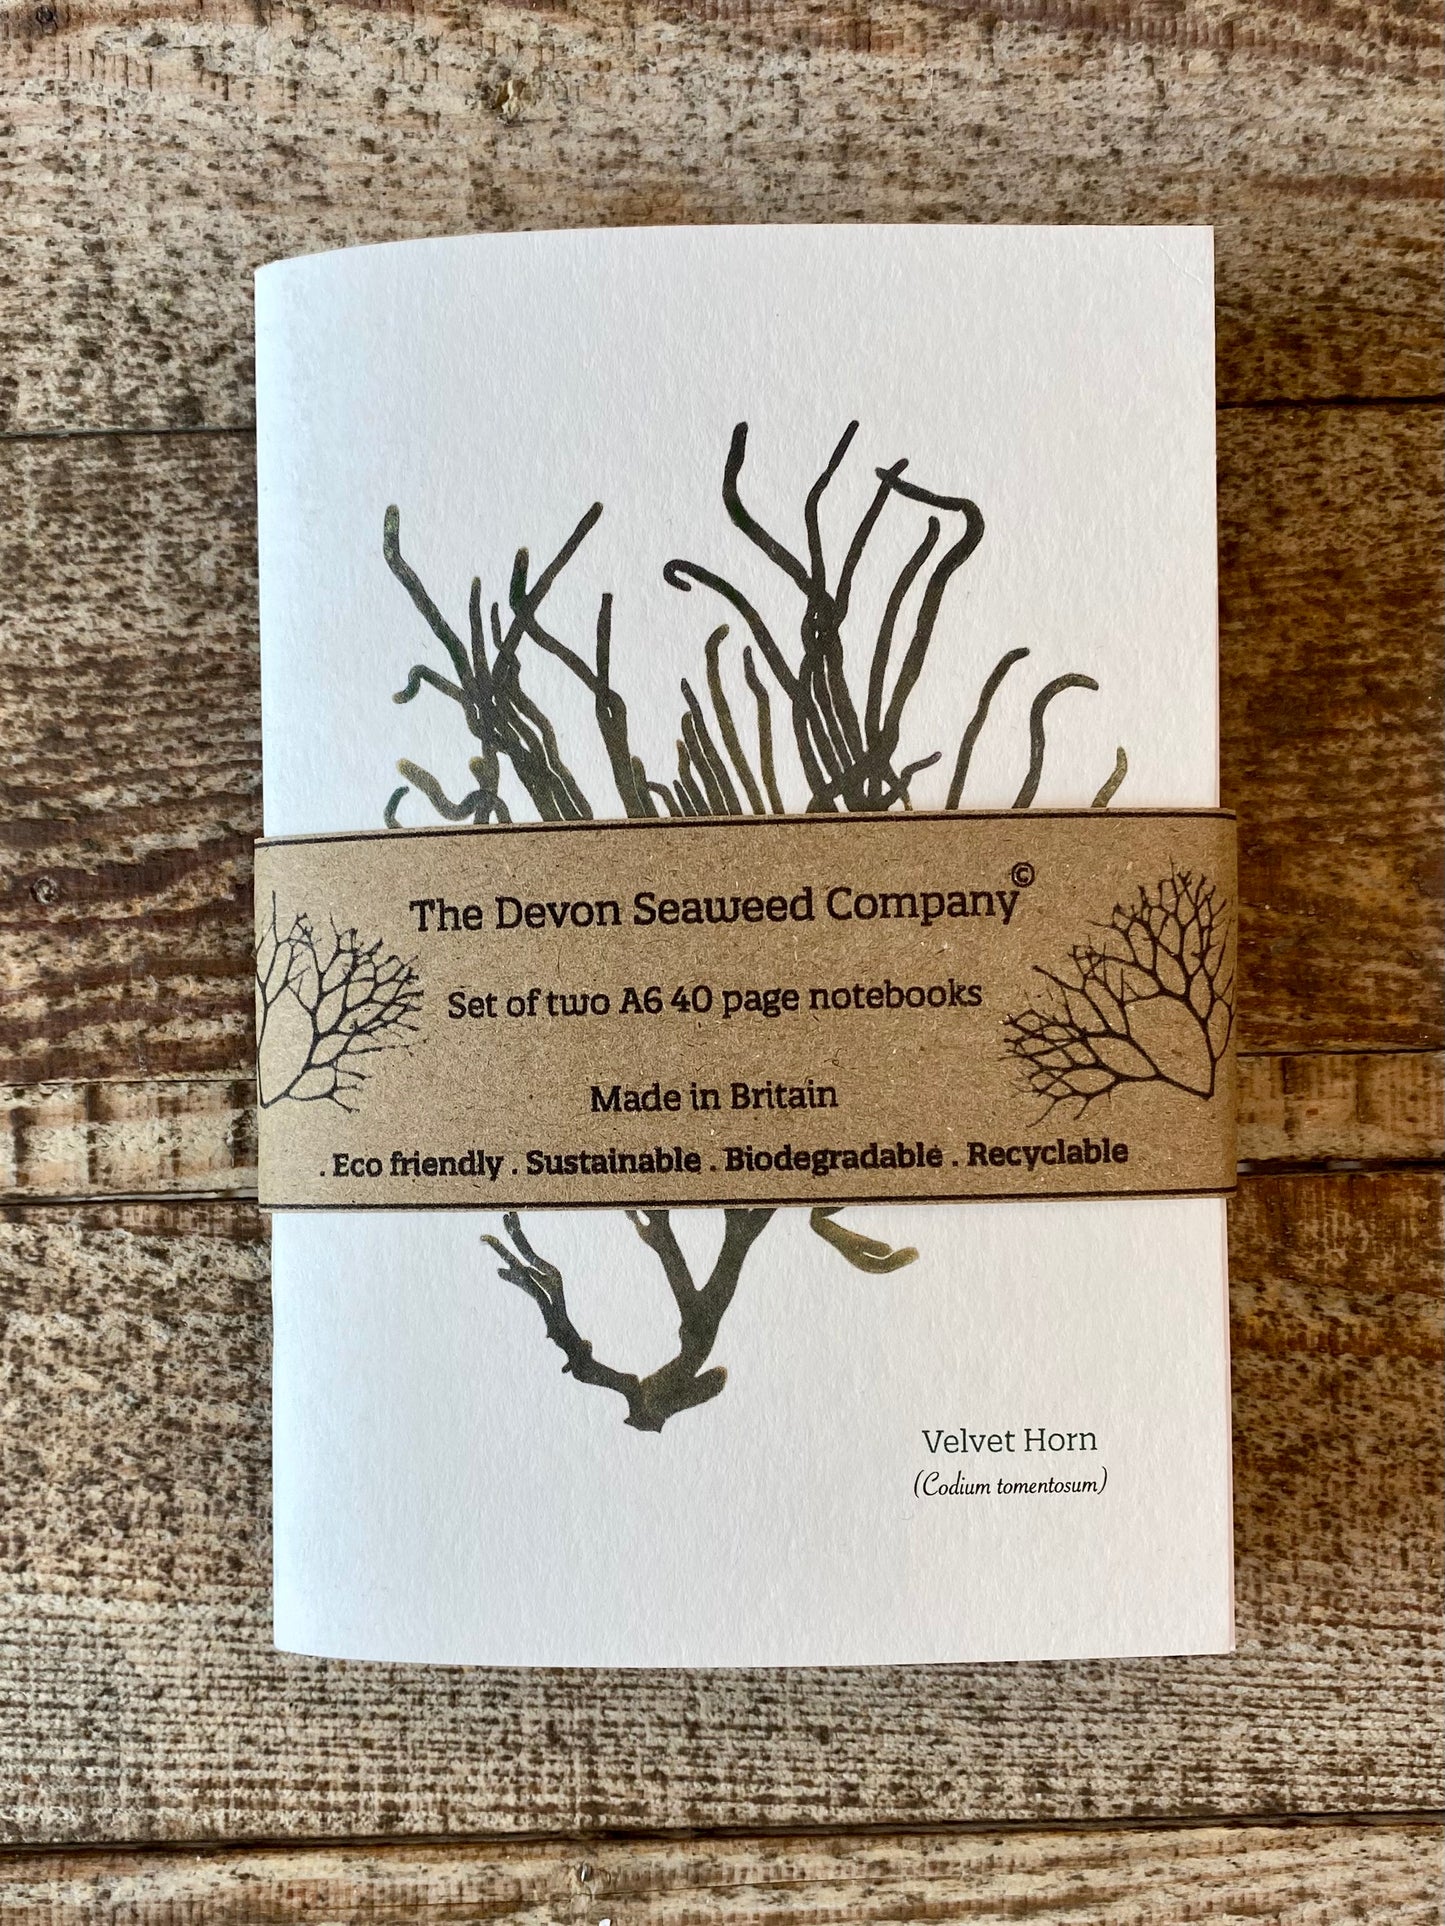 The Devon Seaweed Company©
Set of two A6 40 page notebooks
Made in Britain
. Eco friendly . Sustainable . Biodegradable . Recyclable
Velvet Horn
(Codium tomentosum)